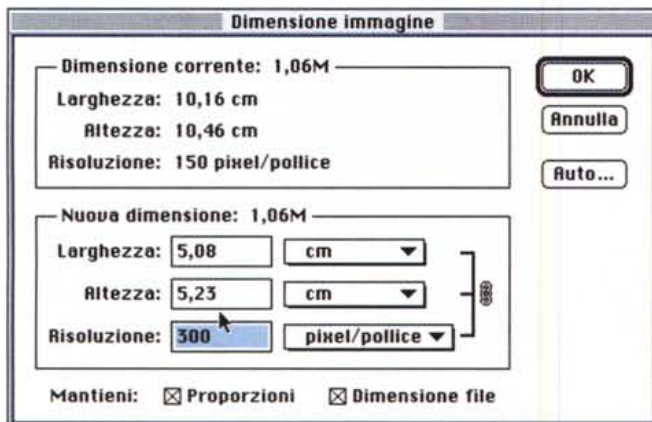 Dimensione immagine
Dimensione corrente: 1,06M
Larghezza: 10,16 cm
Altezza: 10,46 cm
Risoluzione: 150 pixel/pollice
OK
Annulla
Auto...
Nuova dimensione: 1,06M
Larghezza: 5,08 cm
Altezza: 5,23 cm
Risoluzione: 300 pixel/pollice
Mantieni: Proporzioni Dimensione file